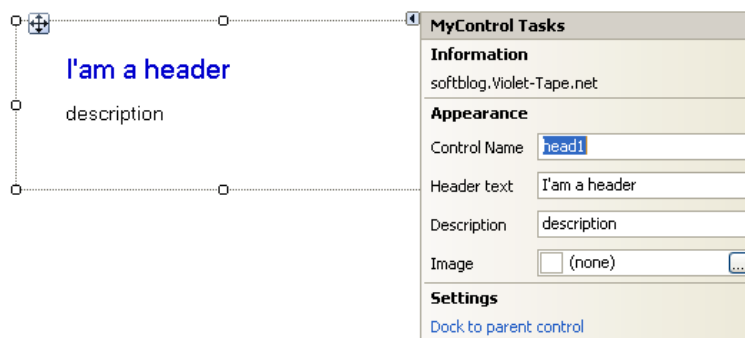 I'am a header
description
MyControl Tasks
Information
softblog.Violet-Tape.net
Appearance
Control Name head1
Header text I'am a header
Description description
Image (none) ...
Settings
Dock to parent control